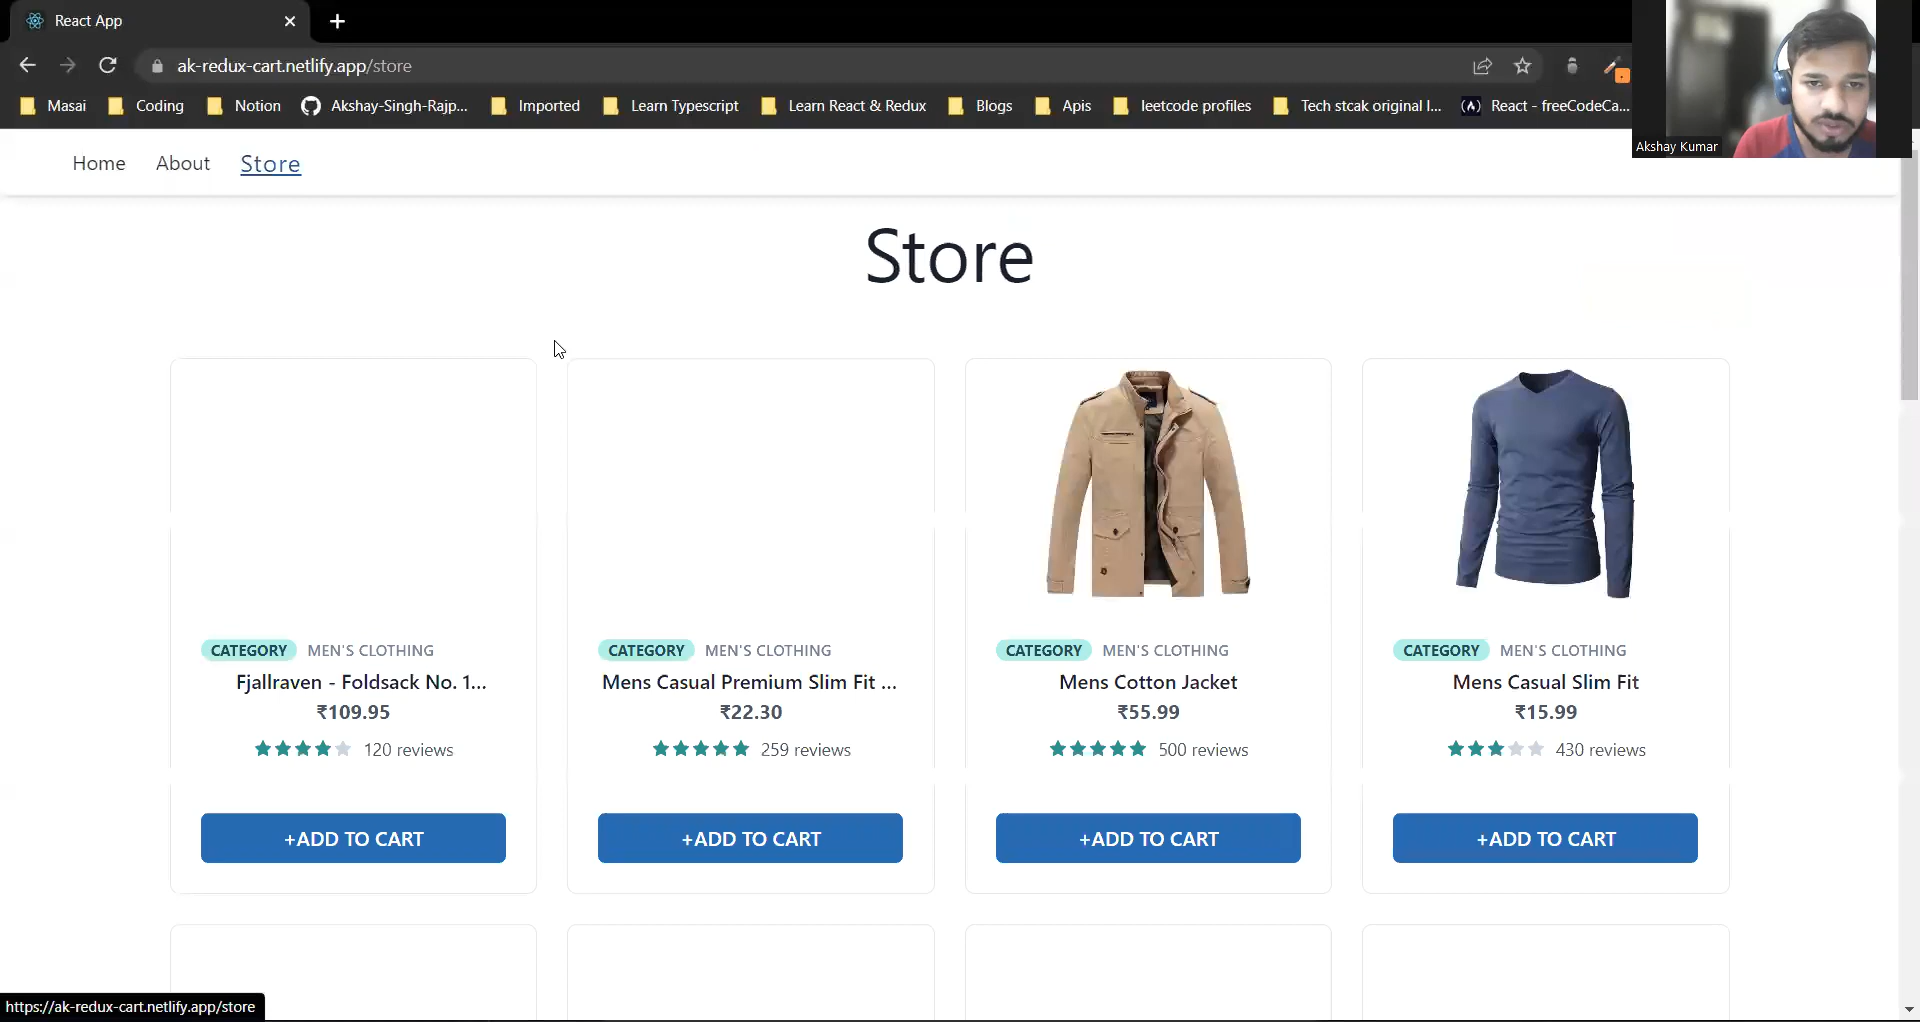 React App
ak-redux-cart.netlify.app/store
Masai Coding Notion Akshay-Singh-Rajp... Imported Learn Typescript Learn React & Redux Blogs Apis leetcode profiles Tech stcak original l... React - freeCodeCa...
Akshay Kumar
Home About Store
Store
CATEGORY MEN'S CLOTHING
Fjallraven - Foldsack No. 1...
₹109.95
120 reviews
+ADD TO CART
CATEGORY MEN'S CLOTHING
Mens Casual Premium Slim Fit ...
₹22.30
259 reviews
+ADD TO CART
CATEGORY MEN'S CLOTHING
Mens Cotton Jacket
₹55.99
500 reviews
+ADD TO CART
CATEGORY MEN'S CLOTHING
Mens Casual Slim Fit
₹15.99
430 reviews
+ADD TO CART
https://ak-redux-cart.netlify.app/store